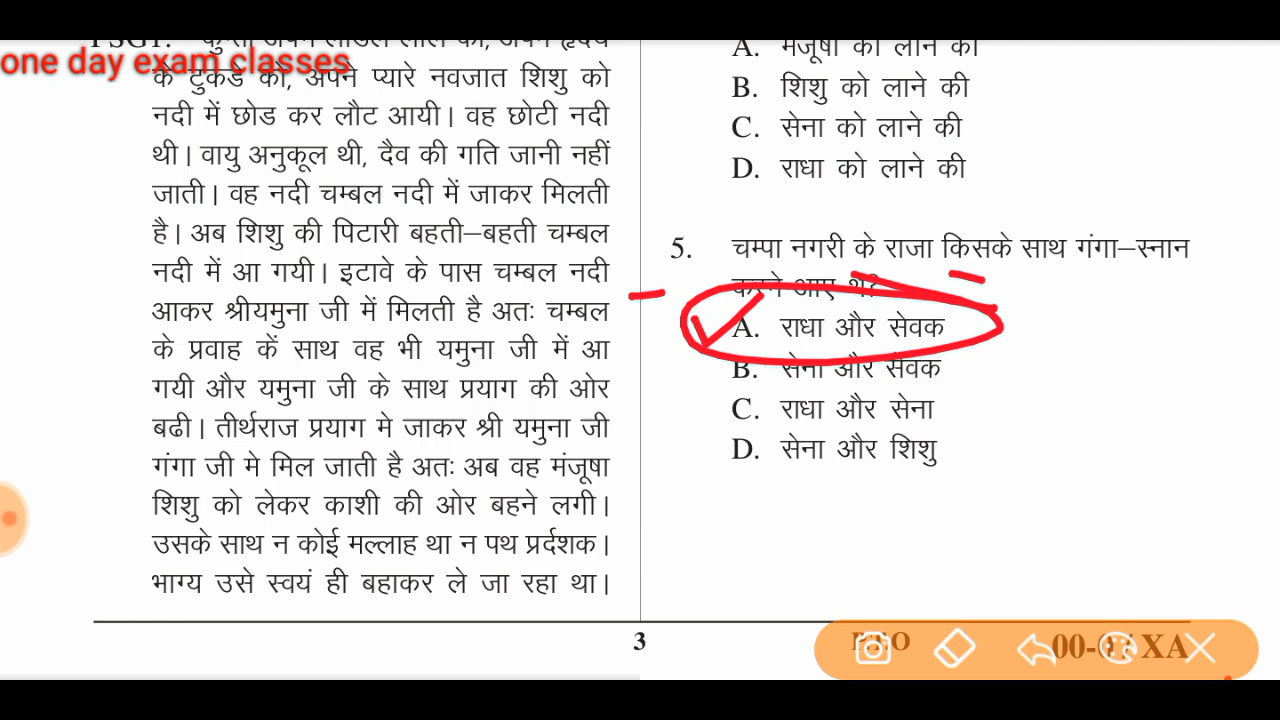 one day exam classes
के टुकडे को, अपने प्यारे नवजात शिशु को
नदी में छोड कर लौट आयी। वह छोटी नदी
थी। वायु अनुकूल थी, दैव की गति जानी नहीं
जाती। वह नदी चम्बल नदी में जाकर मिलती
है। अब शिशु की पिटारी बहती–बहती चम्बल
नदी में आ गयी। इटावे के पास चम्बल नदी
आकर श्रीयमुना जी में मिलती है अतः चम्बल
के प्रवाह कें साथ वह भी यमुना जी में आ
गयी और यमुना जी के साथ प्रयाग की ओर
बढी। तीर्थराज प्रयाग मे जाकर श्री यमुना जी
गंगा जी मे मिल जाती है अतः अब वह मंजूषा
शिशु को लेकर काशी की ओर बहने लगी।
उसके साथ न कोई मल्लाह था न पथ प्रर्दशक।
भाग्य उसे स्वयं ही बहाकर ले जा रहा था।
A. मंजूषा को लाने की
B. शिशु को लाने की
C. सेना को लाने की
D. राधा को लाने की
5. चम्पा नगरी के राजा किसके साथ गंगा–स्नान
करने आए थे?
A. राधा और सेवक
B. सेना और सेवक
C. राधा और सेना
D. सेना और शिशु
3
XA